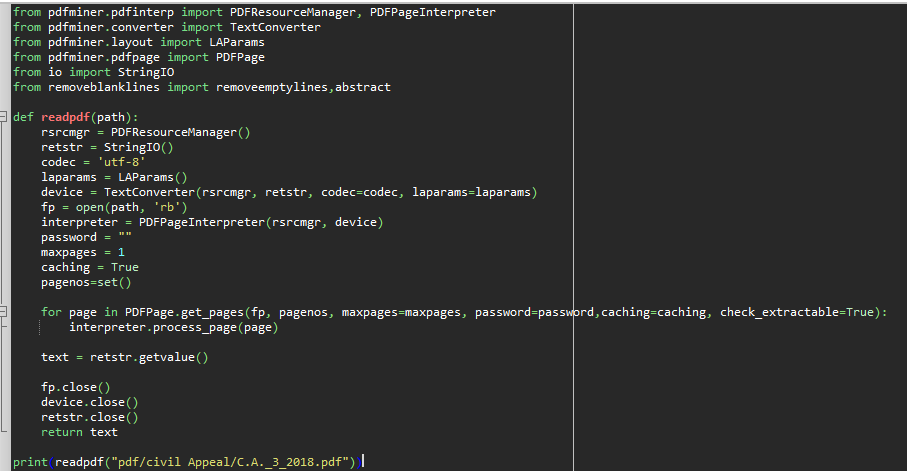 from pdfminer.pdfinterp import PDFResourceManager, PDFPageInterpreter
from pdfminer.converter import TextConverter
from pdfminer.layout import LAParams
from pdfminer.pdfpage import PDFPage
from io import StringIO
from removeblanklines import removeemptylines,abstract

def readpdf(path):
    rsrcmgr = PDFResourceManager()
    retstr = StringIO()
    codec = 'utf-8'
    laparams = LAParams()
    device = TextConverter(rsrcmgr, retstr, codec=codec, laparams=laparams)
    fp = open(path, 'rb')
    interpreter = PDFPageInterpreter(rsrcmgr, device)
    password = ""
    maxpages = 1
    caching = True
    pagenos=set()

    for page in PDFPage.get_pages(fp, pagenos, maxpages=maxpages, password=password,caching=caching, check_extractable=True):
        interpreter.process_page(page)

    text = retstr.getvalue()

    fp.close()
    device.close()
    retstr.close()
    return text

print(readpdf("pdf/civil Appeal/C.A._3_2018.pdf"))